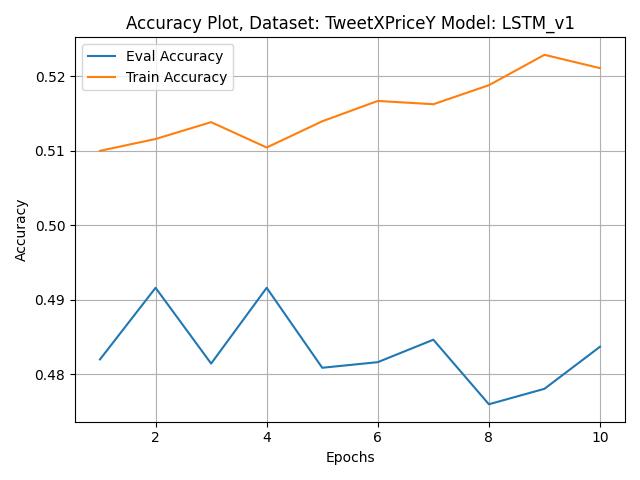 Accuracy Plot, Dataset: TweetXPriceY Model: LSTM_v1
Eval Accuracy
Train Accuracy
0.52
0.51
0.50
0.49
0.48
Accuracy
2 4 6 8 10
Epochs